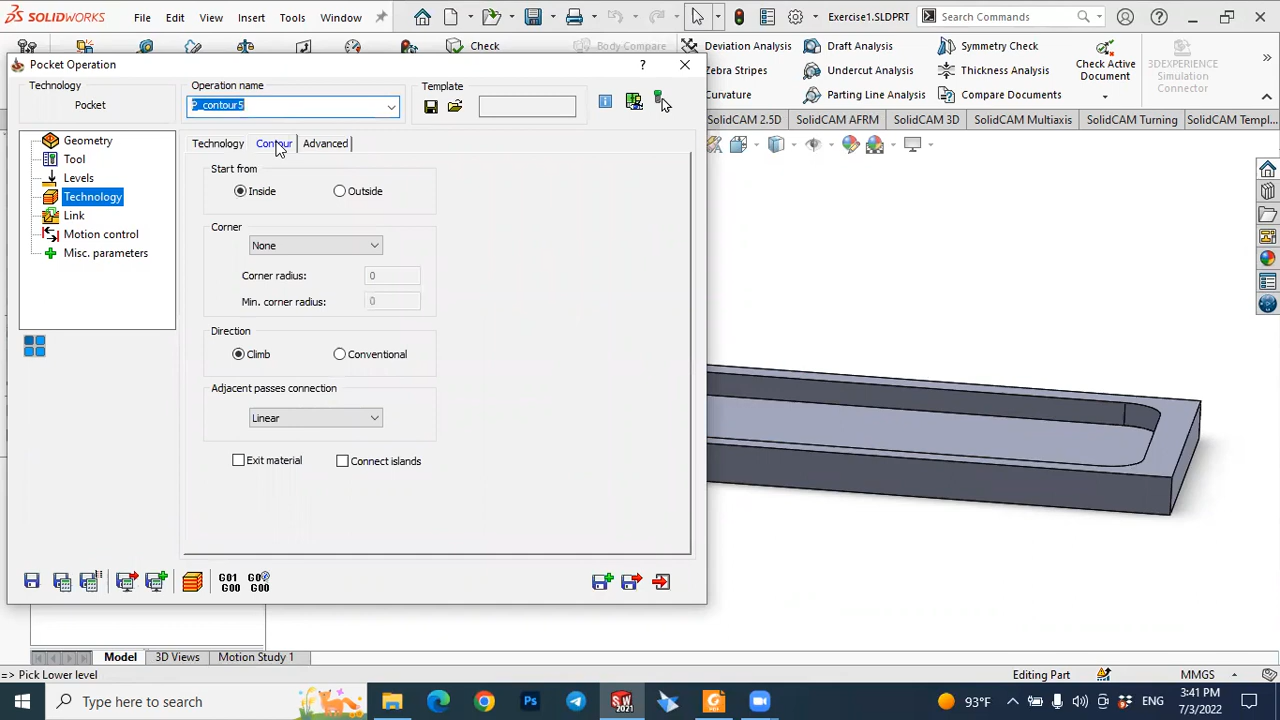 SOLIDWORKS
File
Edit
View
Insert
Tools
Window
Exercise1.SLDPRT
Search Commands
Check
Body Compare
Deviation Analysis
Draft Analysis
Symmetry Check
Check Active
Document
3DEXPERIENCE
Simulation
Connector
Zebra Stripes
Undercut Analysis
Geometry Analysis
Curvature
Parting Line Analysis
Compare Documents
SolidCAM 2.5D
SolidCAM AFRM
SolidCAM 3D
SolidCAM Multiaxis
SolidCAM Turning
SolidCAM Templ...
Pocket Operation
?
Technology
Pocket
Operation name
P_contour5
Template
Geometry
Tool
Levels
Technology
Link
Motion control
Misc. parameters
Technology
Contour
Advanced
Start from
Inside
Outside
Corner
None
Corner radius:
0
Min. corner radius:
0
Direction
Climb
Conventional
Adjacent passes connection
Linear
Exit material
Connect islands
G01
G00
G00
Model
3D Views
Motion Study 1
=> Pick Lower level
Editing Part
MMGS
Type here to search
93°F
ENG
3:41 PM
7/3/2022